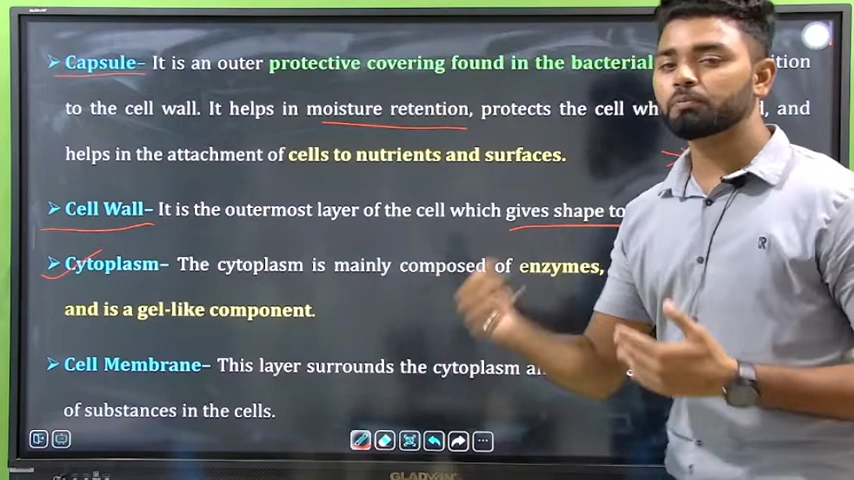 ➢ Capsule– It is an outer protective covering found in the bacterial
to the cell wall. It helps in moisture retention, protects the cell and
helps in the attachment of cells to nutrients and surfaces.
➢ Cell Wall– It is the outermost layer of the cell which gives shape to
➢ Cytoplasm– The cytoplasm is mainly composed of enzymes,
and is a gel-like component.
➢ Cell Membrane– This layer surrounds the cytoplasm
of substances in the cells.
GLADWIN